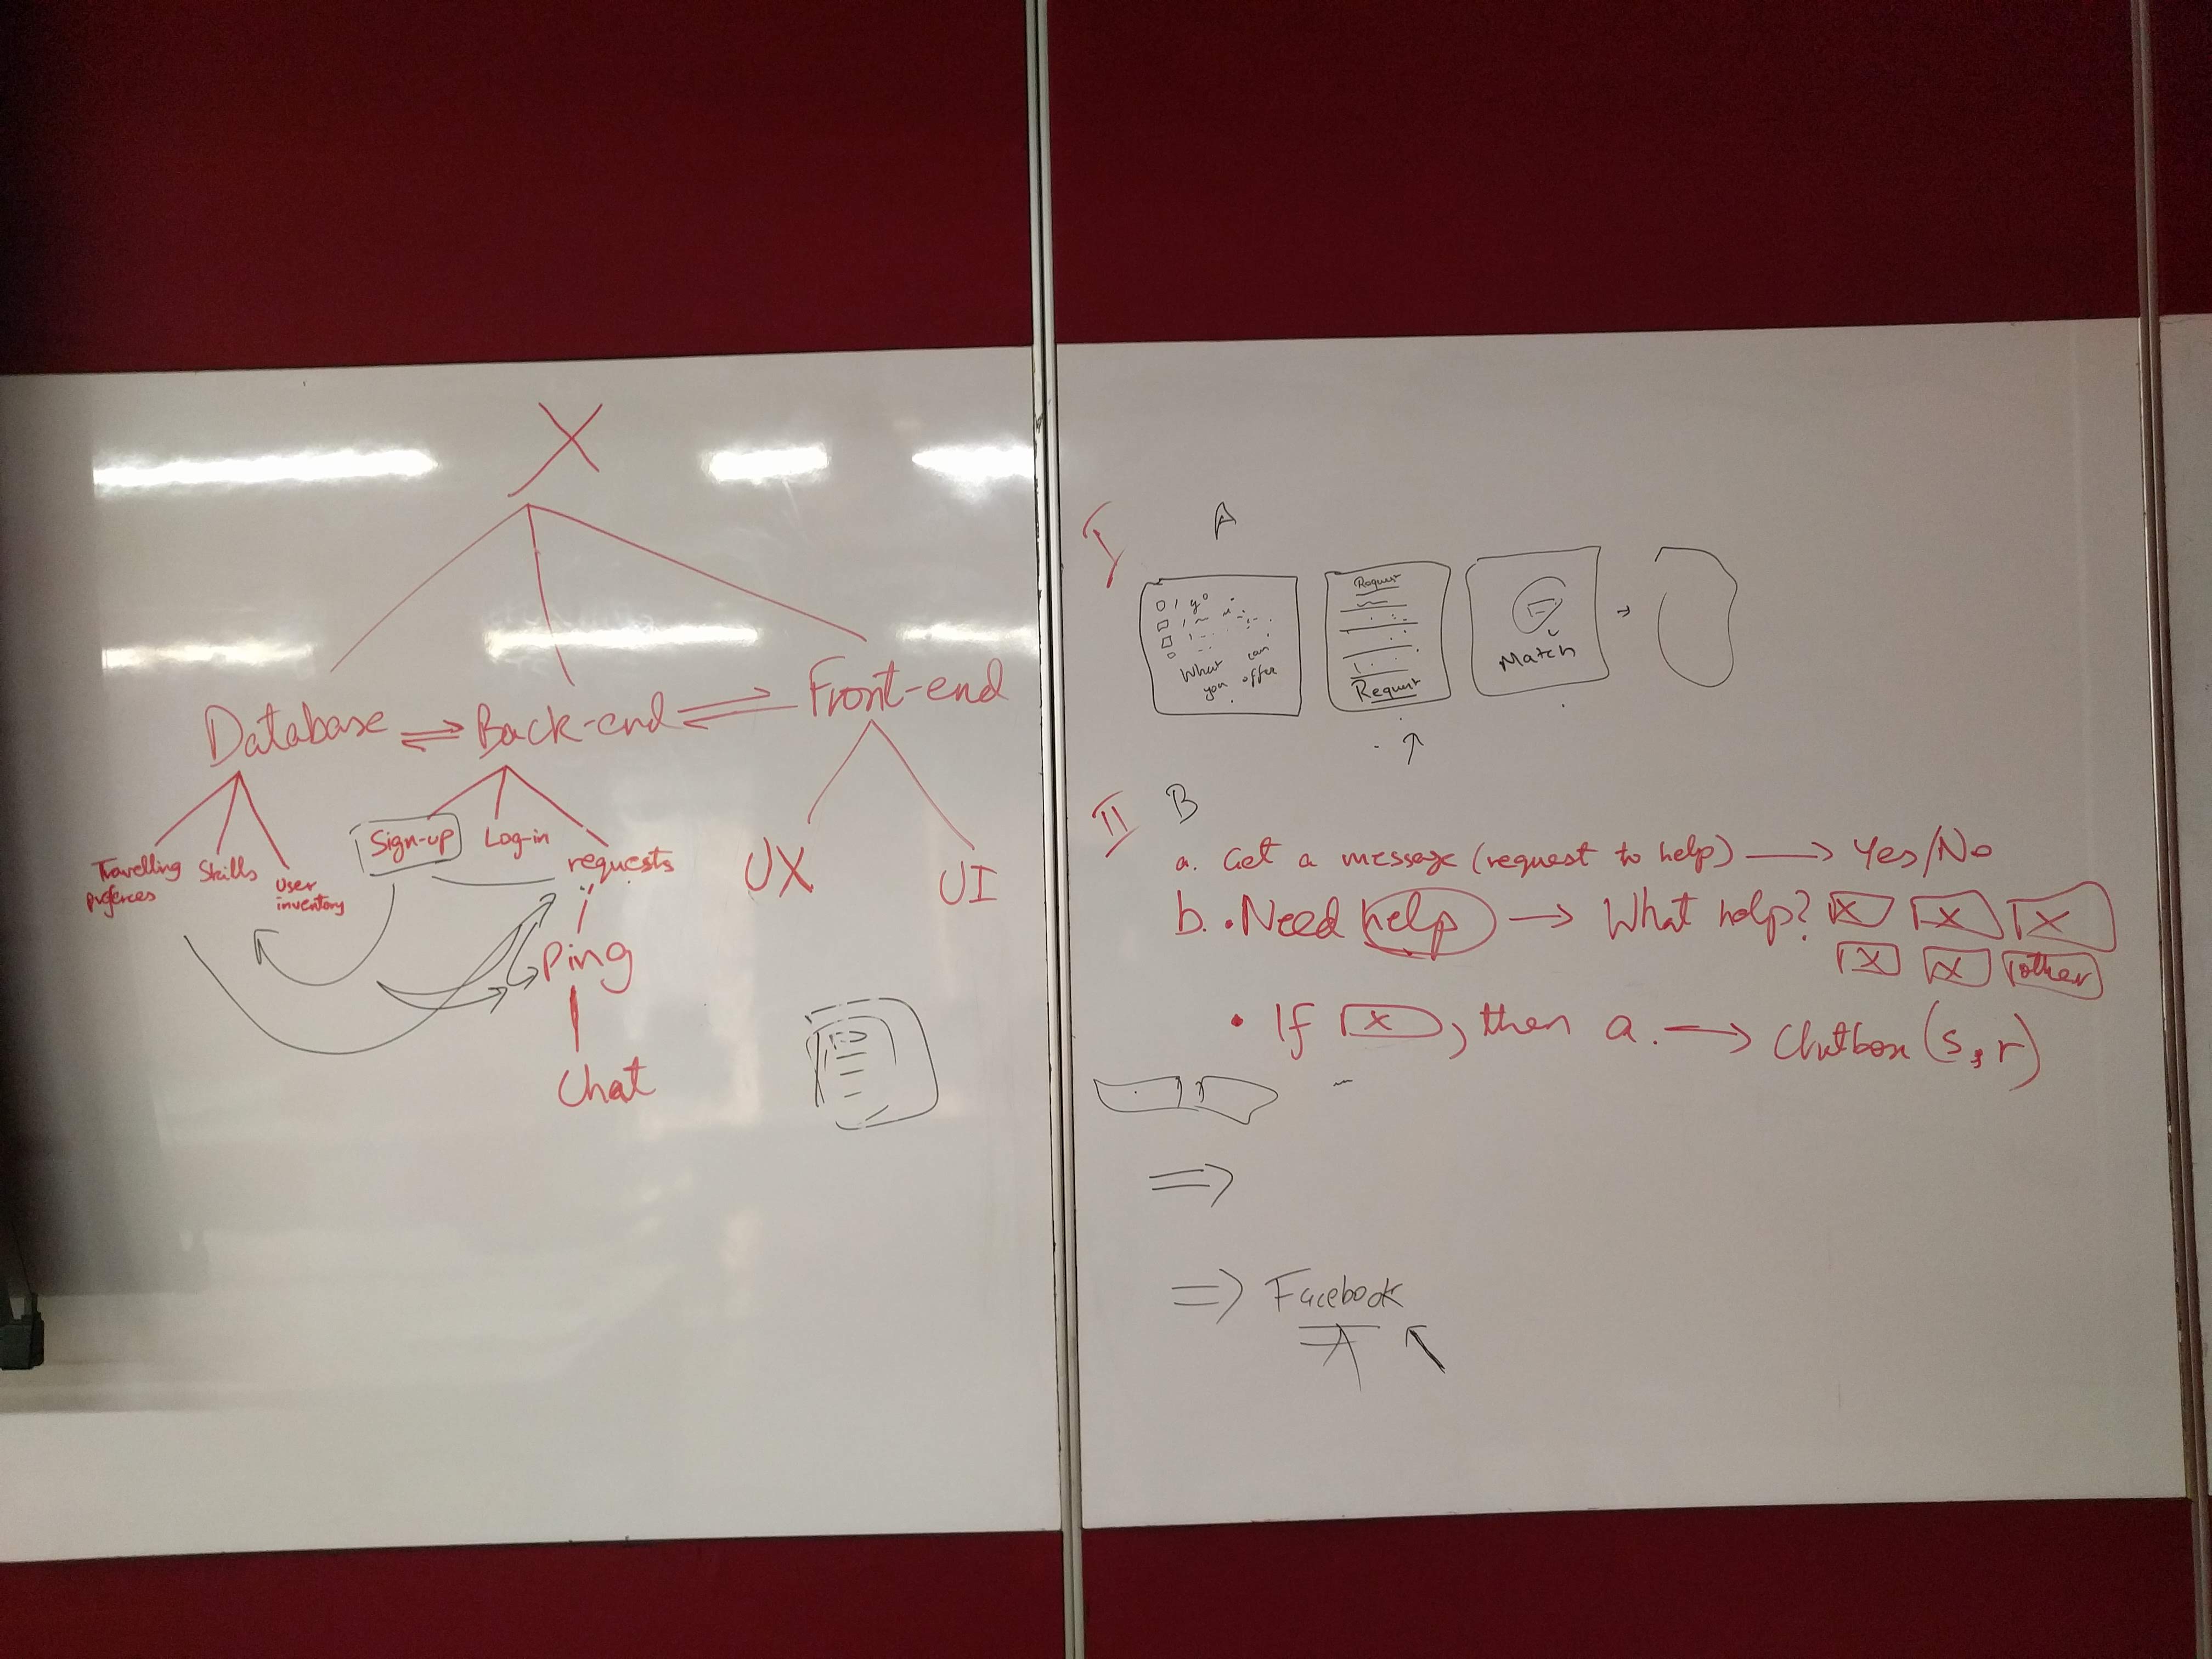 X
Database ⇌ Back-end ⇌ Front-end
Travelling
prefernces
Skills
User
inventory
Sign-up
Log-in
requests
UX
UI
Ping
Chat
I
A
What can
you offer
Request
Request
Match
II B
a. Get a message (request to help) → Yes/No
b. • Need help → What help? X X X
X X other
• If X, then a. → Chatbox (s, r)
⇒
⇒ Facebook